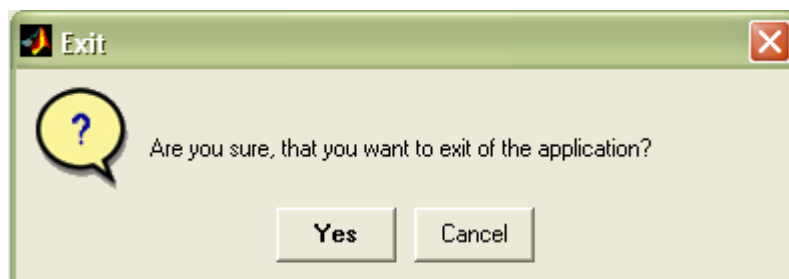 Exit
?
Are you sure, that you want to exit of the application?
Yes Cancel